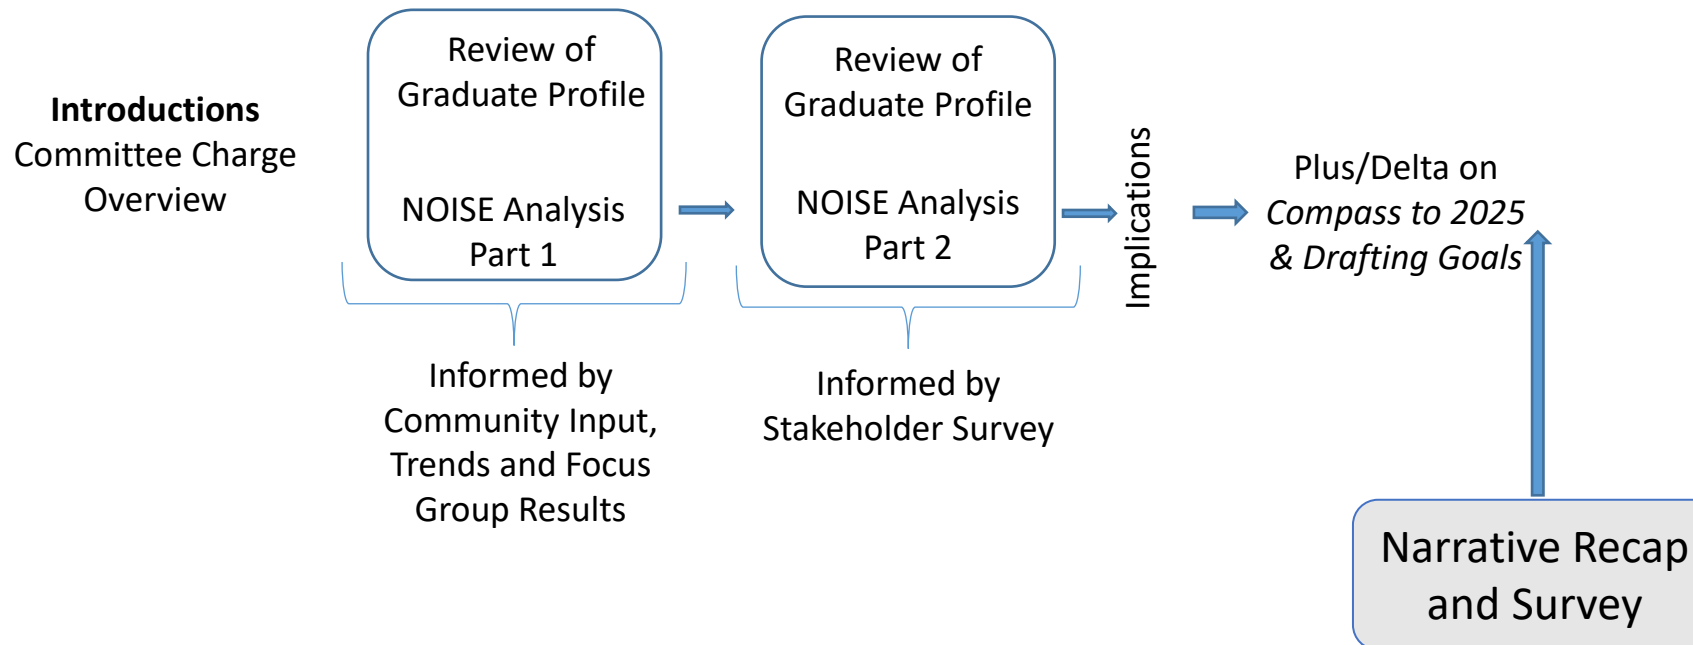 Introductions
Committee Charge
Overview
Review of
Graduate Profile
NOISE Analysis
Part 1
Informed by
Community Input,
Trends and Focus
Group Results
Review of
Graduate Profile
NOISE Analysis
Part 2
Informed by
Stakeholder Survey
Implications
Plus/Delta on
Compass to 2025
& Drafting Goals
Narrative Recap
and Survey